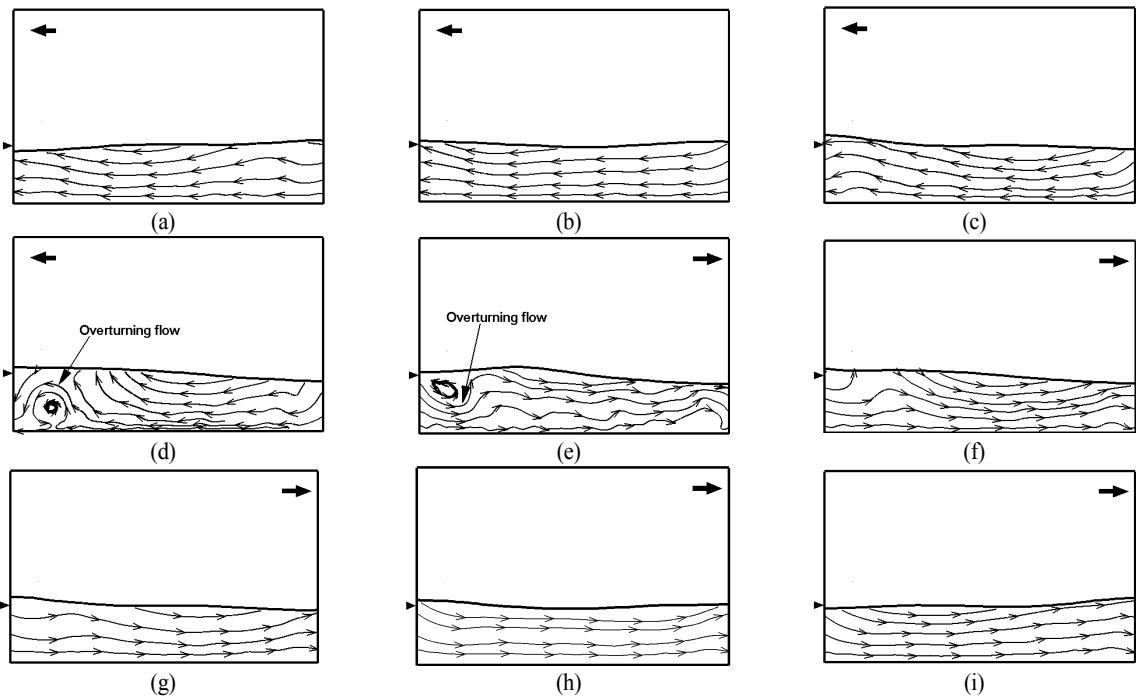 (a)
(b)
(c)
Overturning flow
(d)
Overturning flow
(e)
(f)
(g)
(h)
(i)